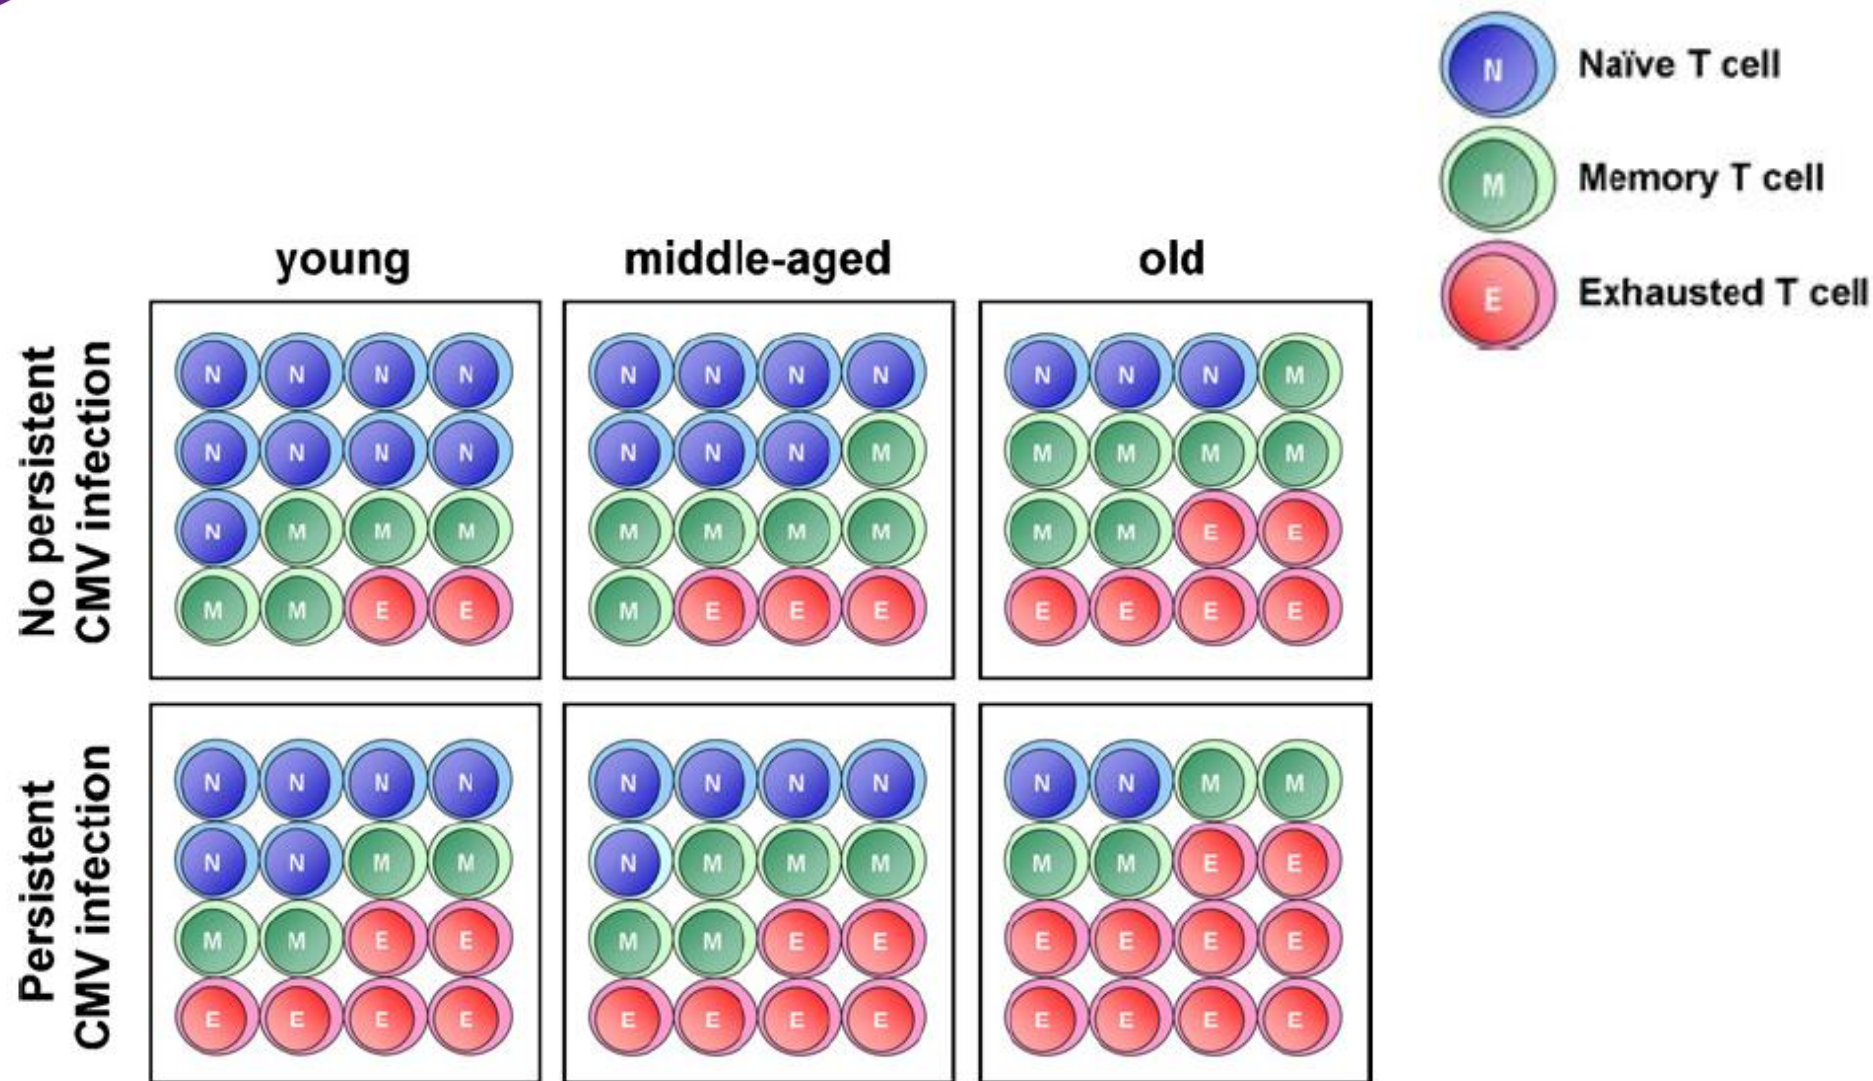 N Naïve T cell
M Memory T cell
E Exhausted T cell
young middle-aged old
No persistent
CMV infection
N N N N
N N N N
N M M M
M M E E
N N N N
N N N M
M M M M
M E E E
N N N M
M M M M
M M E E
E E E E
Persistent
CMV infection
N N N N
N N M M
M M E E
E E E E
N N N N
N M M M
M M E E
E E E E
N N M M
M M E E
E E E E
E E E E